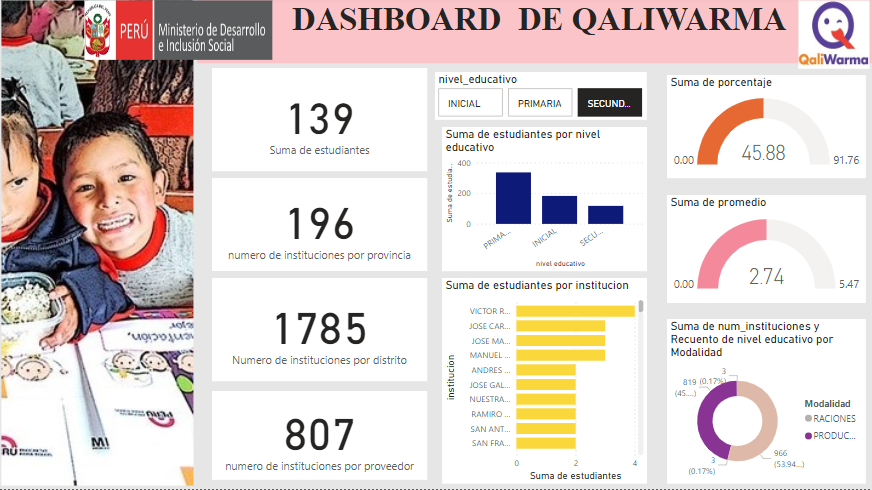 PERÚ
Ministerio de Desarrollo
e Inclusión Social
DASHBOARD DE QALIWARMA
QaliWarma
139
Suma de estudiantes
196
numero de instituciones por provincia
1785
Numero de instituciones por distrito
807
numero de instituciones por proveedor
nivel_educativo
INICIAL
PRIMARIA
SECUND...
Suma de estudiantes por nivel
educativo
Suma de estudia...
400
200
0
PRIMA...
INICIAL
SECU...
nivel educativo
Suma de estudiantes por institucion
institucion
VICTOR R...
JOSE CAR...
JOSE MA...
MANUEL ...
ANDRES ...
JOSE GAL...
NUESTRA...
RAMIRO ...
SAN ANT...
SAN FRA...
0
2
4
Suma de estudiantes
Suma de porcentaje
45.88
0.00
91.76
Suma de promedio
2.74
0.00
5.47
Suma de num_instituciones y
Recuento de nivel educativo por
Modalidad
3
(0.17%)
819
(45....)
3
(0.17%)
966
(53.94...)
Modalidad
RACIONES
PRODUC...
PERÚ